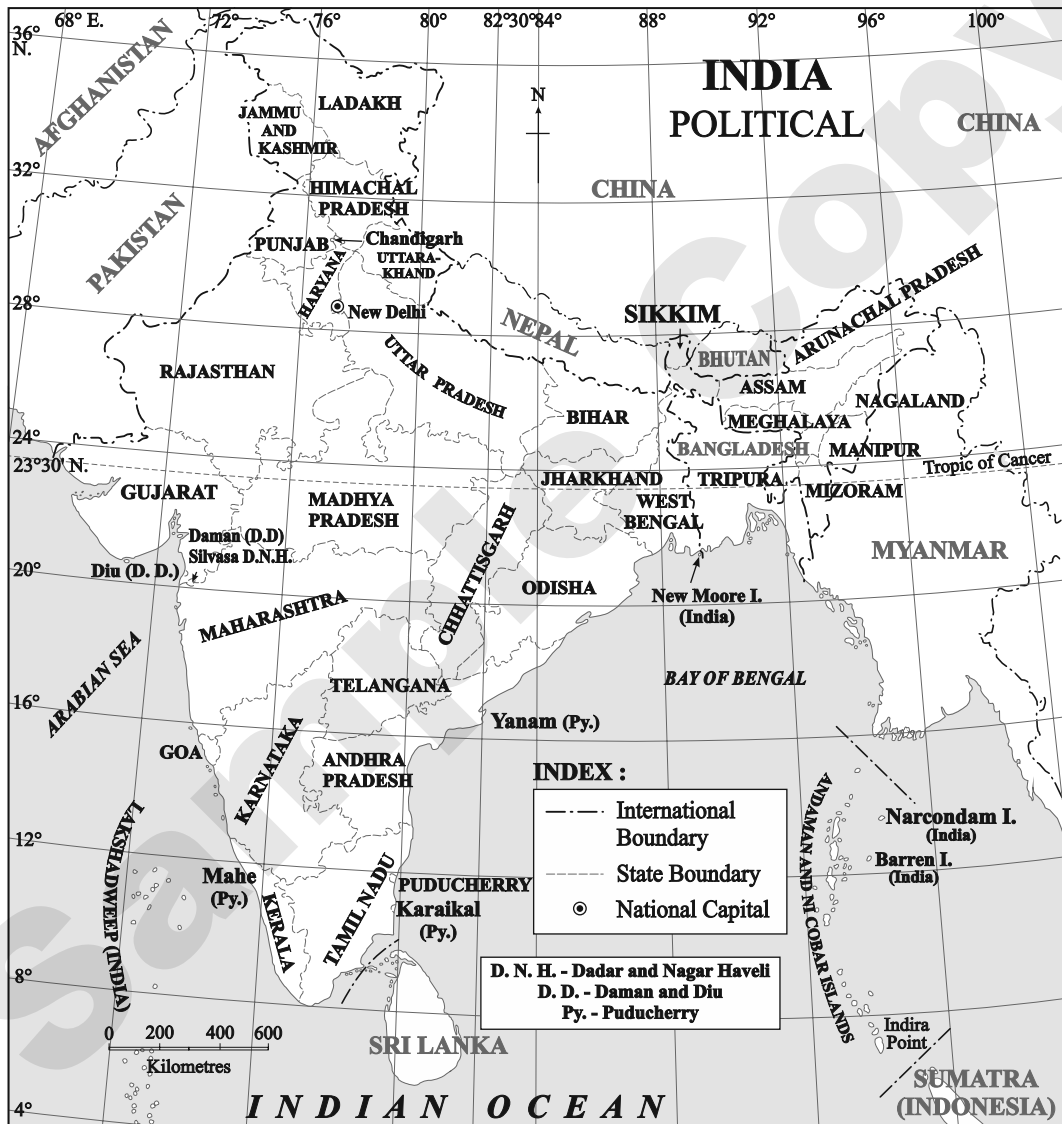 68° E.
72°
76°
80°
82°30'
84°
88°
92°
96°
100°
36°
N.
INDIA
POLITICAL
N
AFGHANISTAN
LADAKH
JAMMU
AND
KASHMIR
CHINA
CHINA
32°
HIMACHAL
PRADESH
PAKISTAN
PUNJAB
Chandigarh
UTTARA-
KHAND
HARYANA
28°
New Delhi
NEPAL
SIKKIM
BHUTAN
ARUNACHAL PRADESH
RAJASTHAN
UTTAR PRADESH
ASSAM
NAGALAND
BIHAR
MEGHALAYA
24°
23°30' N.
BANGLADESH
MANIPUR
Tropic of Cancer
GUJARAT
MADHYA
PRADESH
JHARKHAND
TRIPURA
MIZORAM
WEST
BENGAL
Daman (D.D)
Silvasa D.N.H.
Diu (D. D.)
CHHATTISGARH
MYANMAR
20°
ODISHA
New Moore I.
(India)
MAHARASHTRA
ARABIAN SEA
BAY OF BENGAL
TELANGANA
16°
Yanam (Py.)
GOA
KARNATAKA
ANDHRA
PRADESH
INDEX :
International
Boundary
State Boundary
National Capital
ANDAMAN AND NI COBAR ISLANDS
Narcondam I.
(India)
Barren I.
(India)
12°
LAKSHADWEEP (INDIA)
Mahe
(Py.)
KERALA
TAMIL NADU
PUDUCHERRY
Karaikal
(Py.)
8°
D. N. H. - Dadar and Nagar Haveli
D. D. - Daman and Diu
Py. - Puducherry
0 200 400 600
Kilometres
SRI LANKA
Indira
Point
SUMATRA
(INDONESIA)
4°
INDIAN OCEAN
Sample Copy